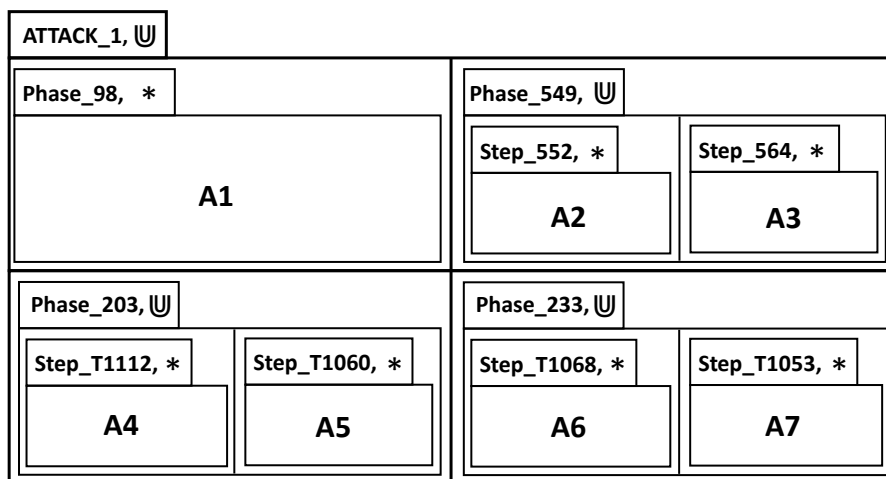 ATTACK_1, ⋓
Phase_98, *
A1
Phase_549, ⋓
Step_552, *
A2
Step_564, *
A3
Phase_203, ⋓
Step_T1112, *
A4
Step_T1060, *
A5
Phase_233, ⋓
Step_T1068, *
A6
Step_T1053, *
A7